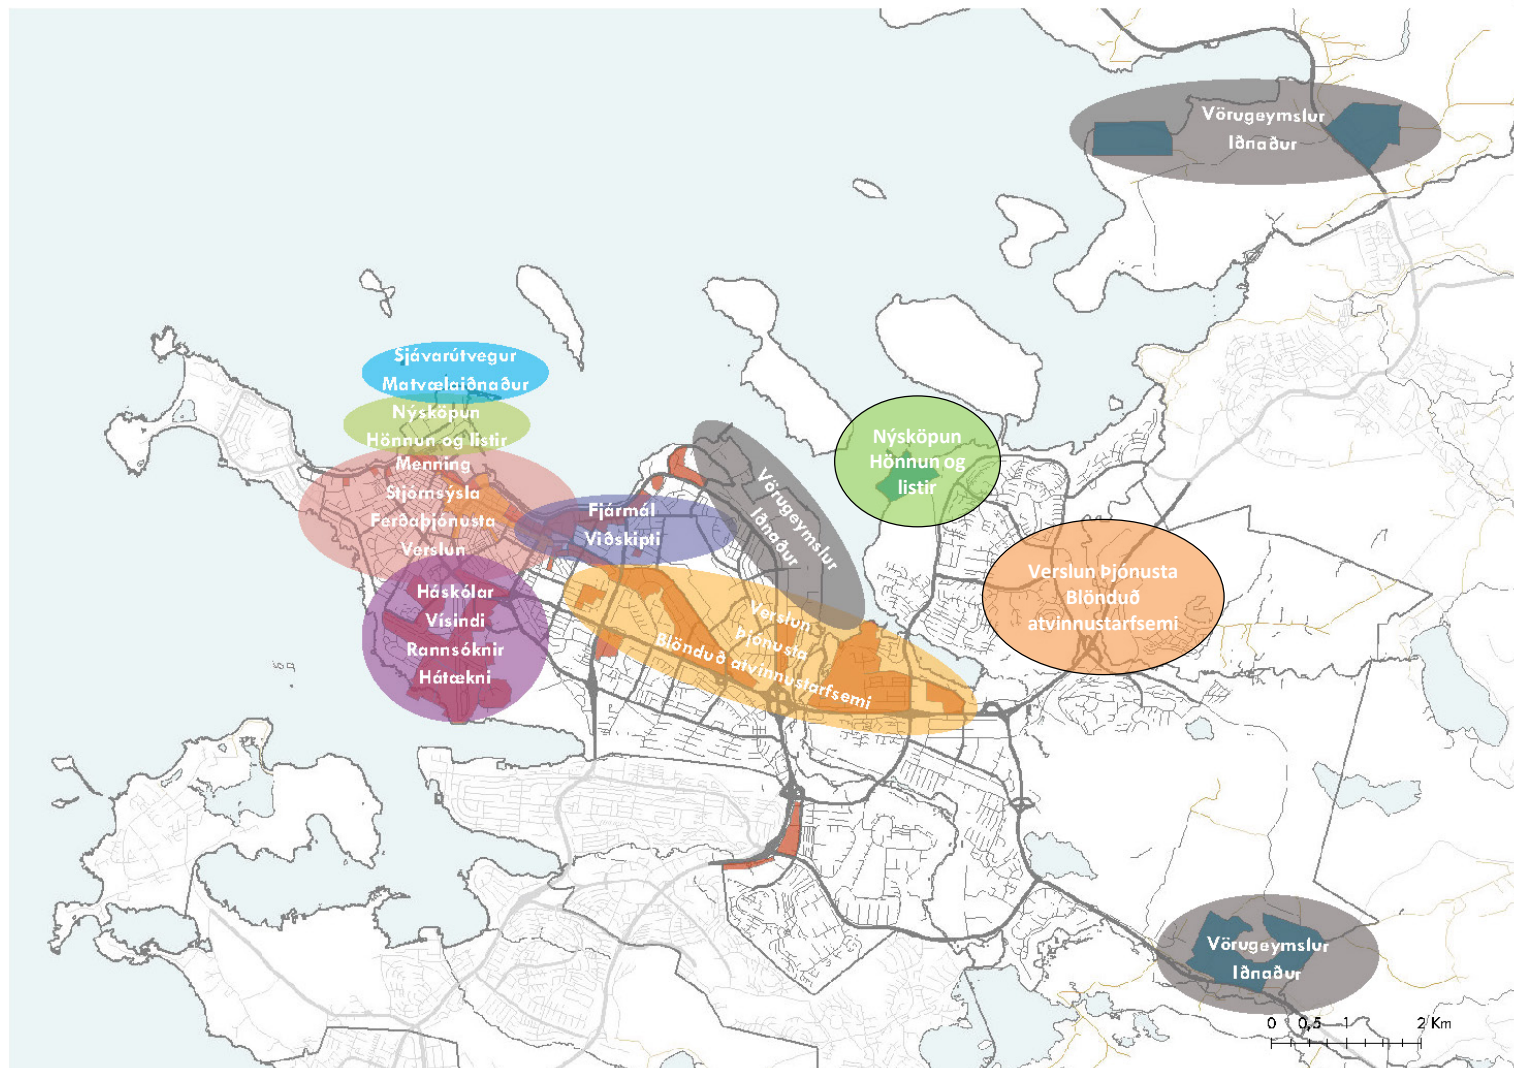 Vörugeymslur
Iðnaður
Sjávarútvegur
Matvælaiðnaður
Nýsköpun
Hönnun og listir
Menning
Stjórnsýsla
Ferðaþjónusta
Verslun
Fjármál
Viðskipti
Vörugeymslur
Iðnaður
Nýsköpun
Hönnun og
listir
Háskólar
Vísindi
Rannsóknir
Hátækni
Verslun
Þjónusta
Blönduð atvinnustarfsemi
Verslun Þjónusta
Blönduð
atvinnustarfsemi
Vörugeymslur
Iðnaður
0 0,5 1 2 Km